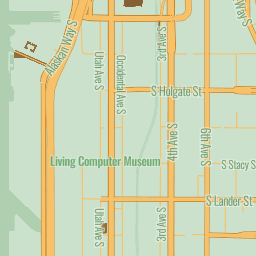 Alaskan Way S
Utah Ave S
Occidental Ave S
3rd Ave S
eWay S
S Holgate St
4th Ave S
6th Ave S
Living Computer Museum
S Stacy S
S Lander St
Utah Ave S
3rd Ave S